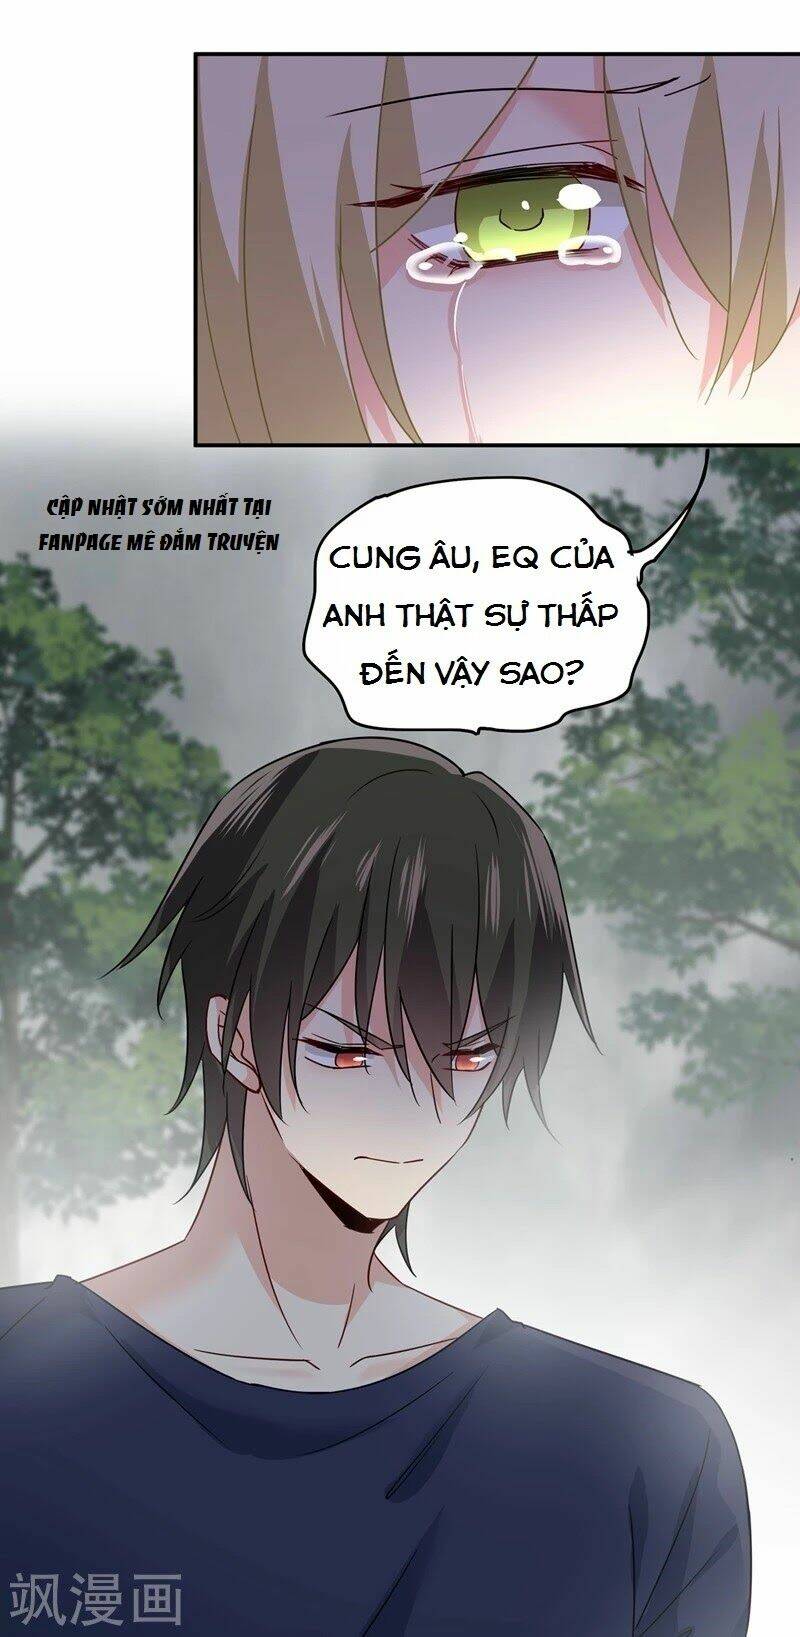 CẬP NHẬT SỚM NHẤT TẠI
FANPAGE MÊ ĐẮM TRUYỆN
CUNG ÂU, EQ CỦA
ANH THẬT SỰ THẤP
ĐẾN VẬY SAO?
飒漫画